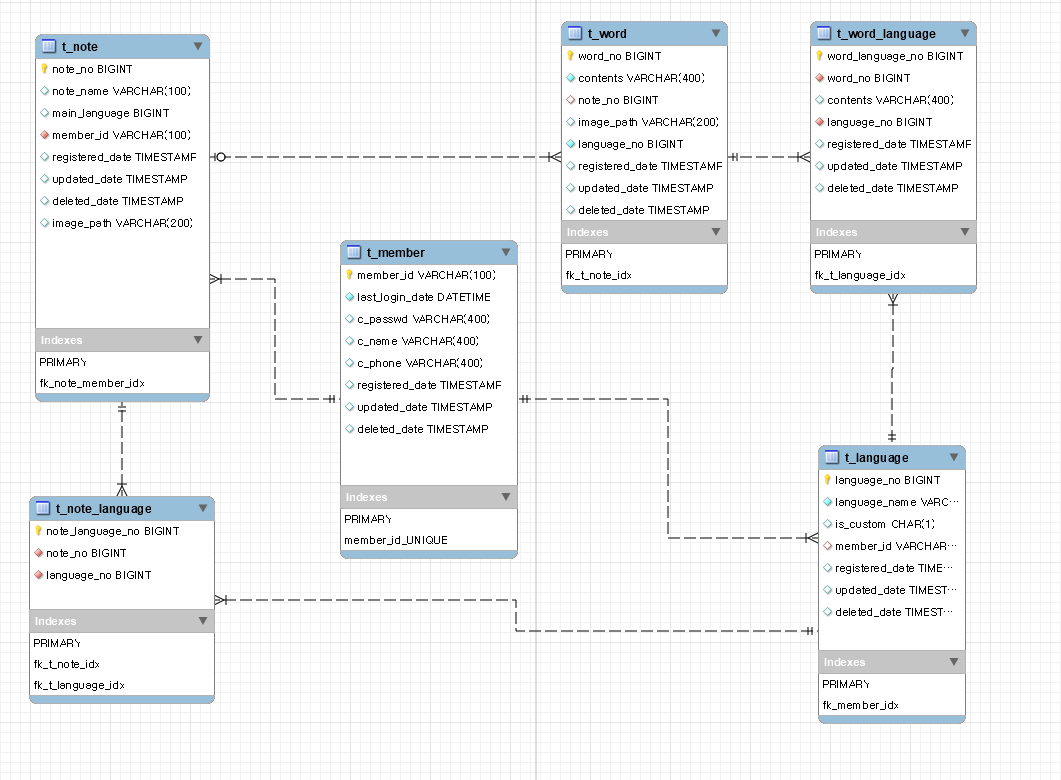 t_note
note_no BIGINT
note_name VARCHAR(100)
main_language BIGINT
member_id VARCHAR(100)
registered_date TIMESTAMF
updated_date TIMESTAMP
deleted_date TIMESTAMP
image_path VARCHAR(200)
Indexes
PRIMARY
fk_note_member_idx
t_word
word_no BIGINT
contents VARCHAR(400)
note_no BIGINT
image_path VARCHAR(200)
language_no BIGINT
registered_date TIMESTAMF
updated_date TIMESTAMP
deleted_date TIMESTAMP
Indexes
PRIMARY
fk_t_note_idx
t_word_language
word_language_no BIGINT
word_no BIGINT
contents VARCHAR(400)
language_no BIGINT
registered_date TIMESTAMF
updated_date TIMESTAMP
deleted_date TIMESTAMP
Indexes
PRIMARY
fk_t_language_idx
t_member
member_id VARCHAR(100)
last_login_date DATETIME
c_passwd VARCHAR(400)
c_name VARCHAR(400)
c_phone VARCHAR(400)
registered_date TIMESTAMF
updated_date TIMESTAMP
deleted_date TIMESTAMP
Indexes
PRIMARY
member_id_UNIQUE
t_note_language
note_language_no BIGINT
note_no BIGINT
language_no BIGINT
Indexes
PRIMARY
fk_t_note_idx
fk_t_language_idx
t_language
language_no BIGINT
language_name VARC···
is_custom CHAR(1)
member_id VARCHAR···
registered_date TIME···
updated_date TIMEST···
deleted_date TIMEST···
Indexes
PRIMARY
fk_member_idx